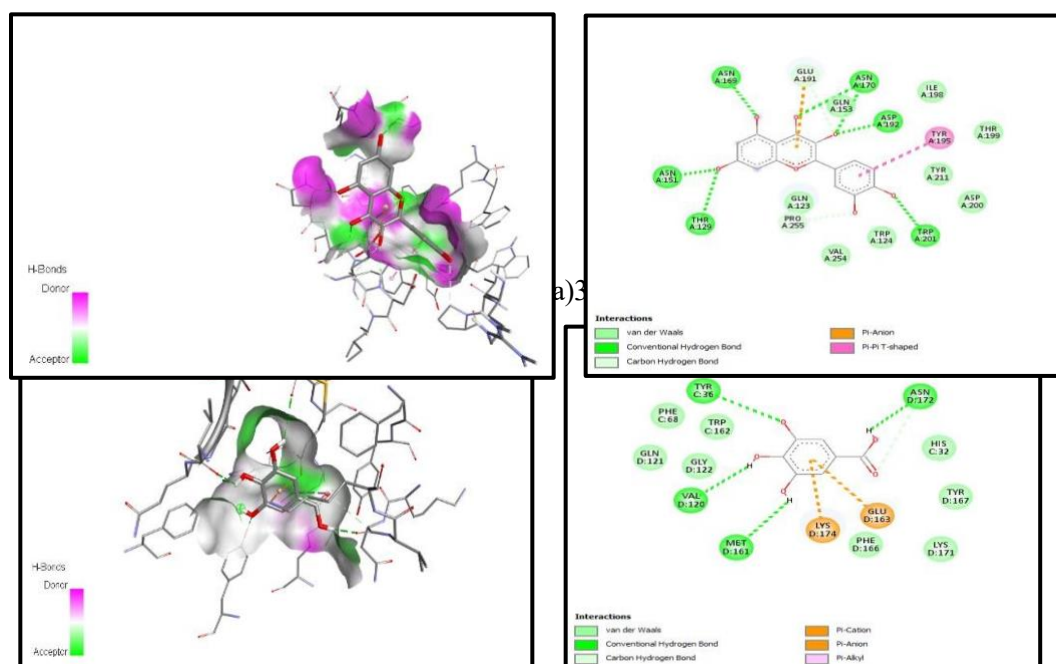 H-Bonds
Donor
Acceptor
ASN
A:169
GLU
A:191
ASN
A:170
GLN
A:153
ILE
A:198
ASP
A:192
TYR
A:195
THR
A:199
ASN
A:151
TYR
A:211
GLN
A:123
ASP
A:200
THR
A:129
PRO
A:255
TRP
A:124
TRP
A:201
VAL
A:254
Interactions
van der Waals
Conventional Hydrogen Bond
Carbon Hydrogen Bond
Pi-Anion
Pi-Pi T-shaped
a)3
H-Bonds
Donor
Acceptor
TYR
C:36
ASN
D:172
PHE
C:68
TRP
C:162
H
HIS
C:32
O
GLN
D:121
GLY
D:122
H
VAL
D:120
H
TYR
D:167
GLU
D:163
LYS
D:174
MET
D:161
PHE
D:166
LYS
D:171
Interactions
van der Waals
Conventional Hydrogen Bond
Carbon Hydrogen Bond
Pi-Cation
Pi-Anion
Pi-Alkyl